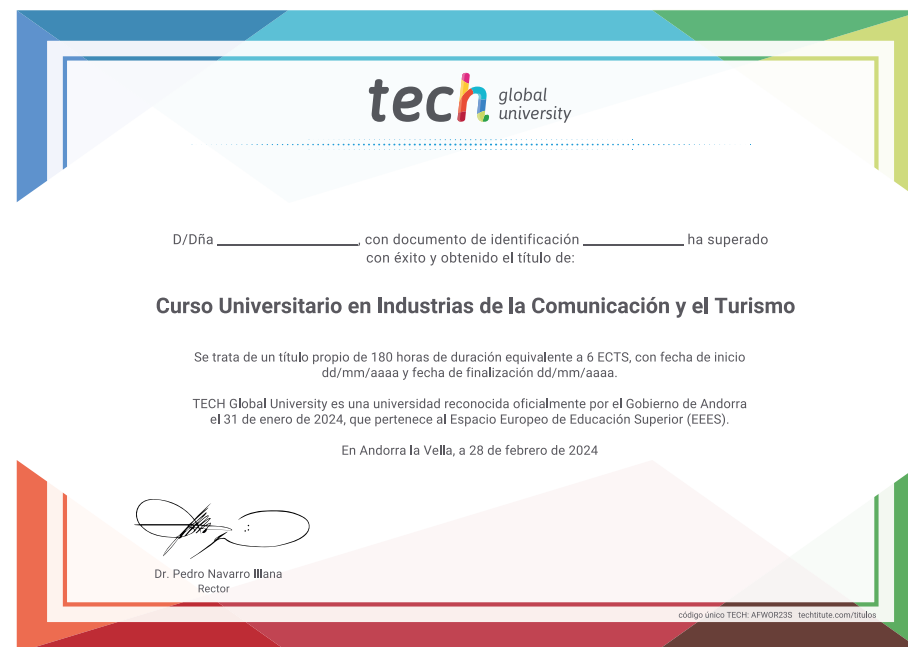 tech global university
D/Dña ______________, con documento de identificación __________ ha superado
con éxito y obtenido el título de:
Curso Universitario en Industrias de la Comunicación y el Turismo
Se trata de un título propio de 180 horas de duración equivalente a 6 ECTS, con fecha de inicio
dd/mm/aaaa y fecha de finalización dd/mm/aaaa.
TECH Global University es una universidad reconocida oficialmente por el Gobierno de Andorra
el 31 de enero de 2024, que pertenece al Espacio Europeo de Educación Superior (EEES).
En Andorra la Vella, a 28 de febrero de 2024
Dr. Pedro Navarro Illana
Rector
código único TECH: AFWOR23S techtitute.com/titulos